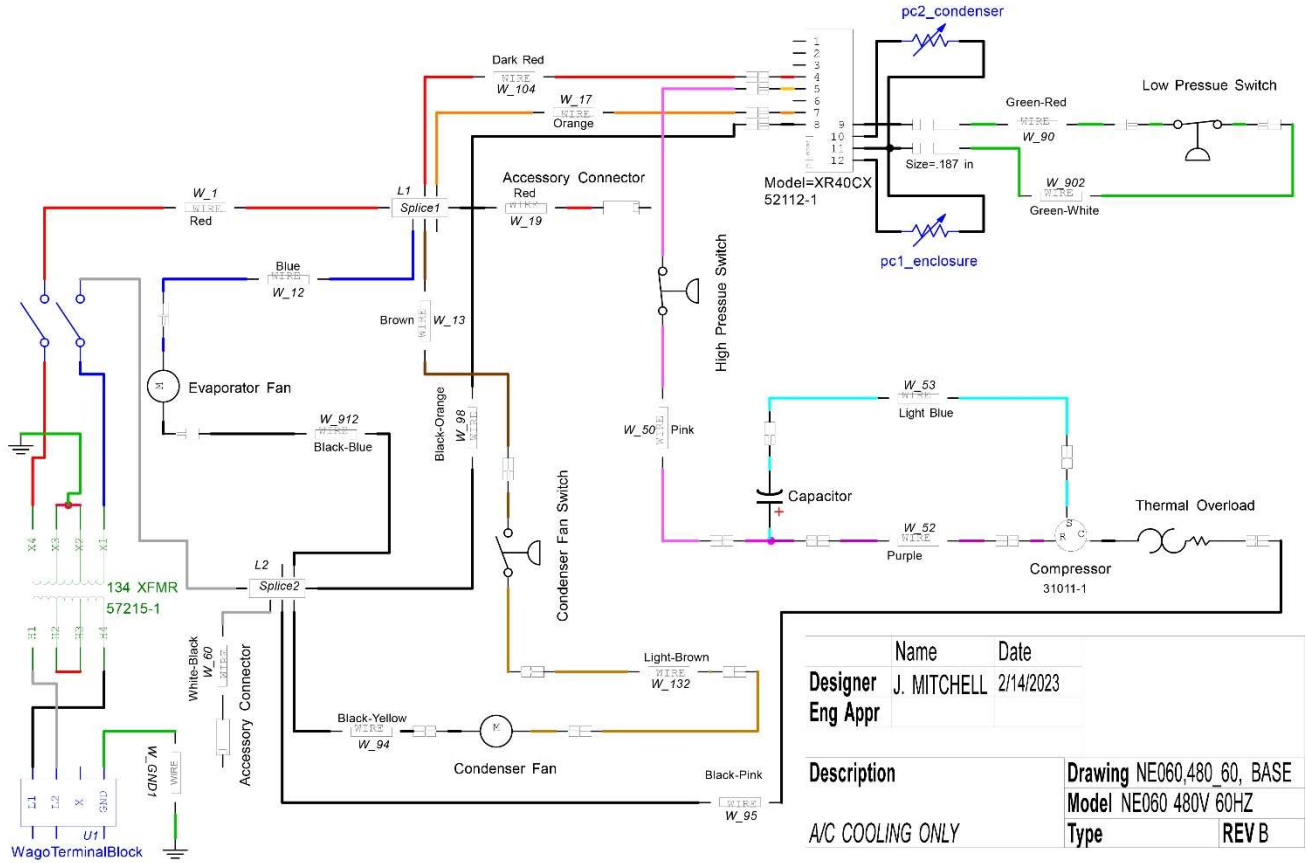 pc2_condenser
1
2
3
4
5
6
7
8
9
10
11
12
Dark Red
WIRE
W_104
W_17
WIRE
Orange
Low Pressue Switch
Green-Red
WIRE
W_90
Size=.187 in
Model=XR40CX
52112-1
W_902
WIRE
Green-White
pc1_enclosure
W_1
WIRE
Red
L1
Splice1
Accessory Connector
Red
WIRE
W_19
Blue
WIRE
W_12
Brown
WIRE
W_13
High Pressue Switch
M
Evaporator Fan
W_912
WIRE
Black-Blue
Black-Orange
W_98
WIRE
W_50
WIRE
Pink
W_53
WIRE
Light Blue
Capacitor
+
W_52
WIRE
Purple
S
R
C
Compressor
31011-1
Thermal Overload
Condenser Fan Switch
X4
X3
X2
X1
134 XFMR
57215-1
H1
H2
H3
H4
L2
Splice2
White-Black
W_60
WIRE
Accessory Connector
Light-Brown
WIRE
W_132
Black-Yellow
WIRE
W_94
M
Condenser Fan
Black-Pink
WIRE
W_95
W_GND1
WIRE
L1
L2
X
GND
U1
WagoTerminalBlock
Name Date
Designer J. MITCHELL 2/14/2023
Eng Appr
Description
A/C COOLING ONLY
Drawing NE060,480_60, BASE
Model NE060 480V 60HZ
Type REV B